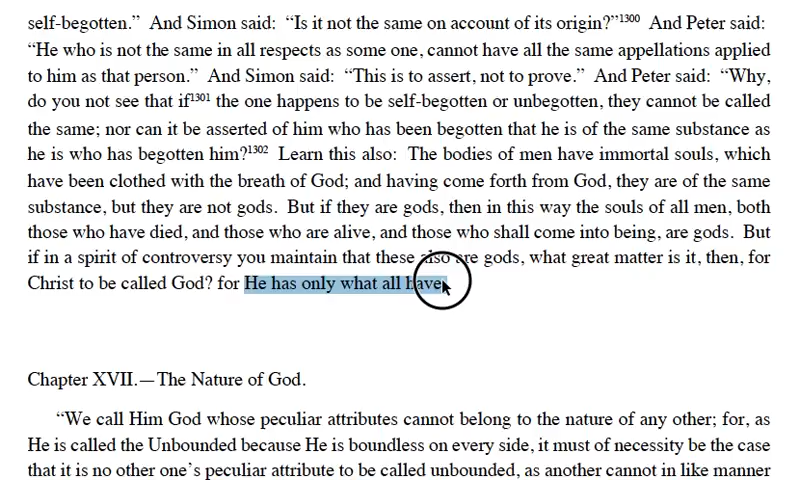 self-begotten.” And Simon said: “Is it not the same on account of its origin?”1300 And Peter said:
“He who is not the same in all respects as some one, cannot have all the same appellations applied
to him as that person.” And Simon said: “This is to assert, not to prove.” And Peter said: “Why,
do you not see that if1301 the one happens to be self-begotten or unbegotten, they cannot be called
the same; nor can it be asserted of him who has been begotten that he is of the same substance as
he is who has begotten him?1302 Learn this also: The bodies of men have immortal souls, which
have been clothed with the breath of God; and having come forth from God, they are of the same
substance, but they are not gods. But if they are gods, then in this way the souls of all men, both
those who have died, and those who are alive, and those who shall come into being, are gods. But
if in a spirit of controversy you maintain that these also are gods, what great matter is it, then, for
Christ to be called God? for He has only what all have.
Chapter XVII.—The Nature of God.
“We call Him God whose peculiar attributes cannot belong to the nature of any other; for, as
He is called the Unbounded because He is boundless on every side, it must of necessity be the case
that it is no other one’s peculiar attribute to be called unbounded, as another cannot in like manner